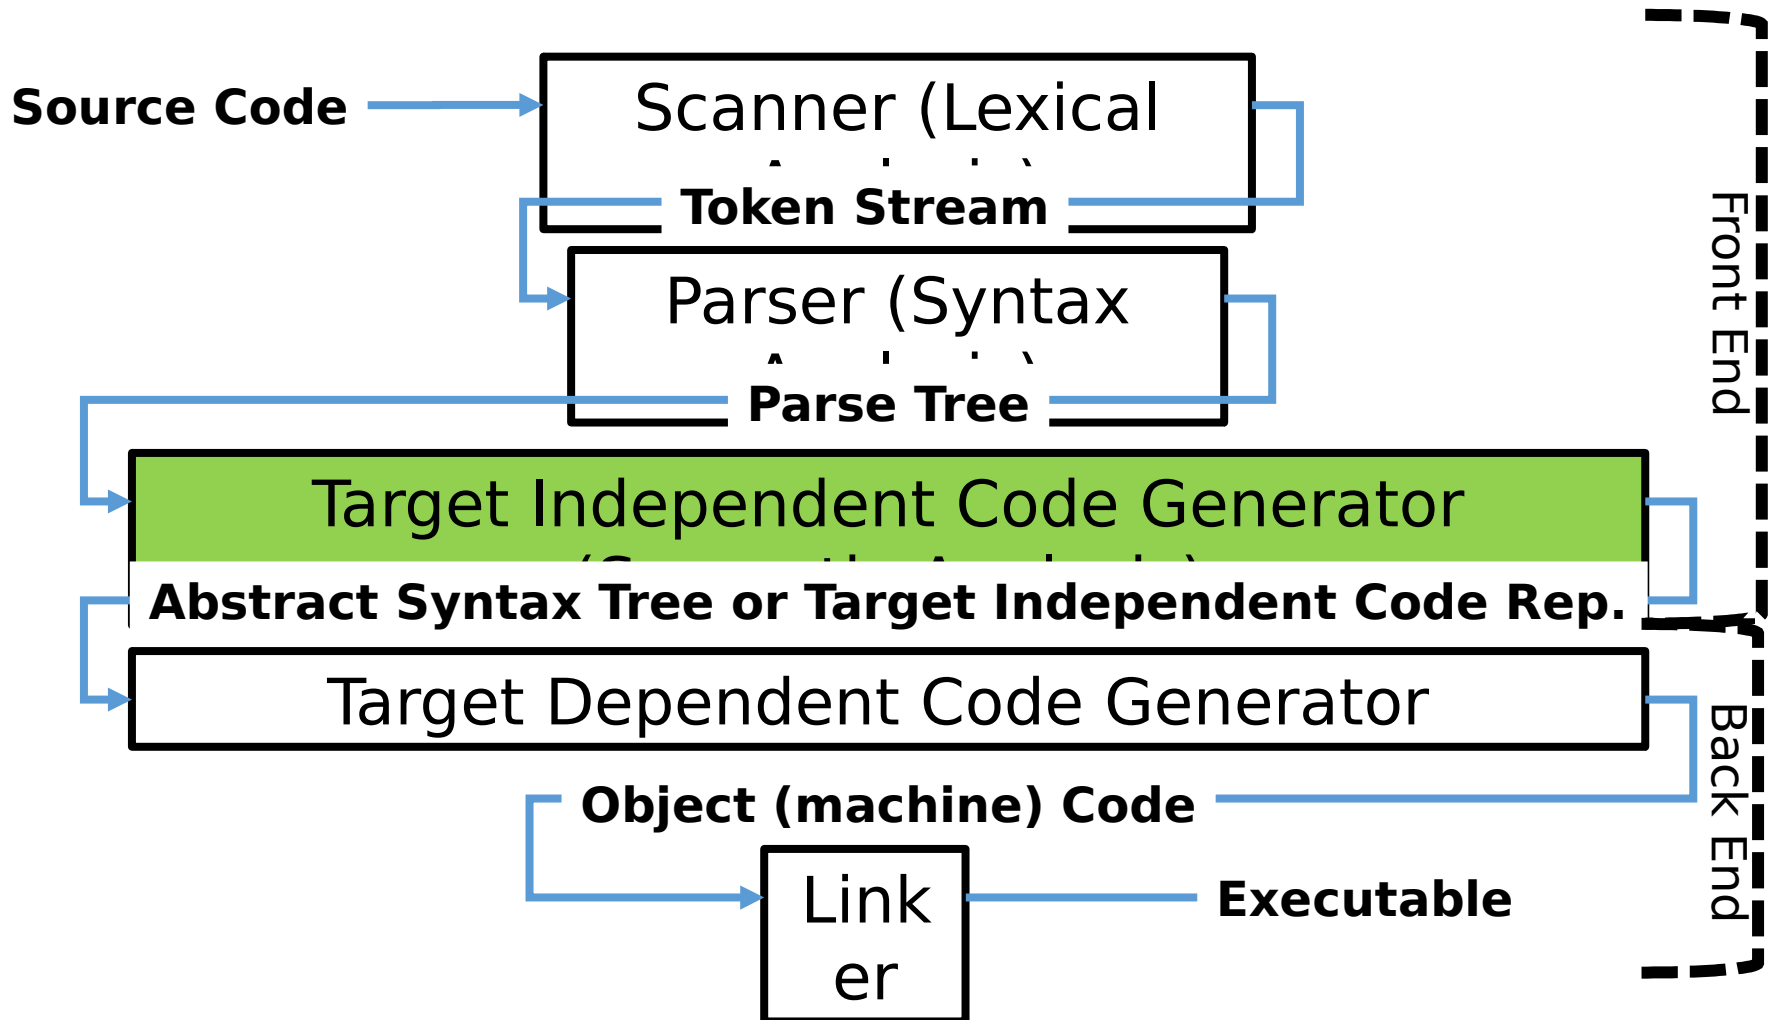 Source Code
Scanner (Lexical
Token Stream
Parser (Syntax
Parse Tree
Target Independent Code Generator
Abstract Syntax Tree or Target Independent Code Rep.
Target Dependent Code Generator
Object (machine) Code
Link
er
Executable
Front End
Back End